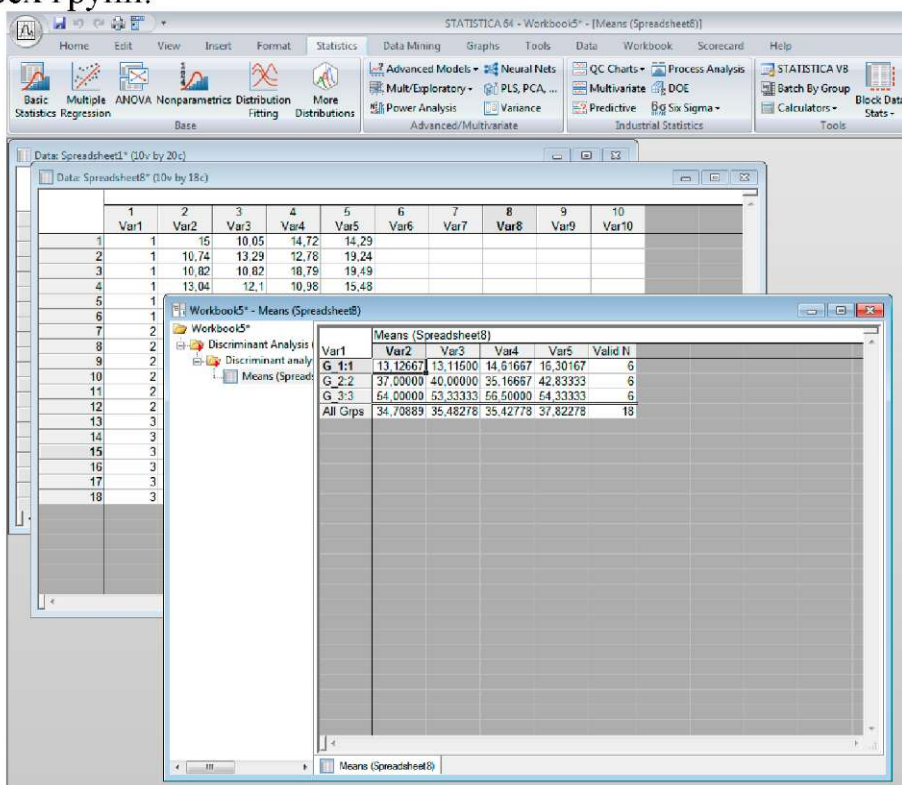 всех групп.
STATISTICA 64 - Workbook5* - [Means (Spreadsheet8)]
Home Edit View Insert Format Statistics Data Mining Graphs Tools Data Workbook Scorecard Help
Basic Statistics
Multiple Regression
ANOVA
Nonparametrics
Distribution Fitting
More Distributions
Base
Advanced Models
Neural Nets
Mult/Exploratory
PLS, PCA, ...
Power Analysis
Variance
Advanced/Multivariate
QC Charts
Process Analysis
Multivariate
DOE
Predictive
Six Sigma
Industrial Statistics
STATISTICA VB
Batch By Group
Calculators
Block Data Stats
Tools
Data: Spreadsheet1* (10v by 20c)
Data: Spreadsheet8* (10v by 18c)
1 2 3 4 5 6 7 8 9 10
Var1 Var2 Var3 Var4 Var5 Var6 Var7 Var8 Var9 Var10
1 1 15 10,05 14,72 14,29
2 1 10,74 13,29 12,78 19,24
3 1 10,82 10,82 18,79 19,49
4 1 13,04 12,1 10,98 15,48
5 1
6 1
7 2
8 2
9 2
10 2
11 2
12 2
13 3
14 3
15 3
16 3
17 3
18 3
Workbook5* - Means (Spreadsheet8)
Workbook5*
Discriminant Analysis (
Discriminant analy
Means (Spreads
Means (Spreadsheet8)
Var1 Var2 Var3 Var4 Var5 Valid N
G_1:1 13,12667 13,11500 14,61667 16,30167 6
G_2:2 37,00000 40,00000 35,16667 42,83333 6
G_3:3 54,00000 53,33333 56,50000 54,33333 6
All Grps 34,70889 35,48278 35,42778 37,82278 18
Means (Spreadsheet8)